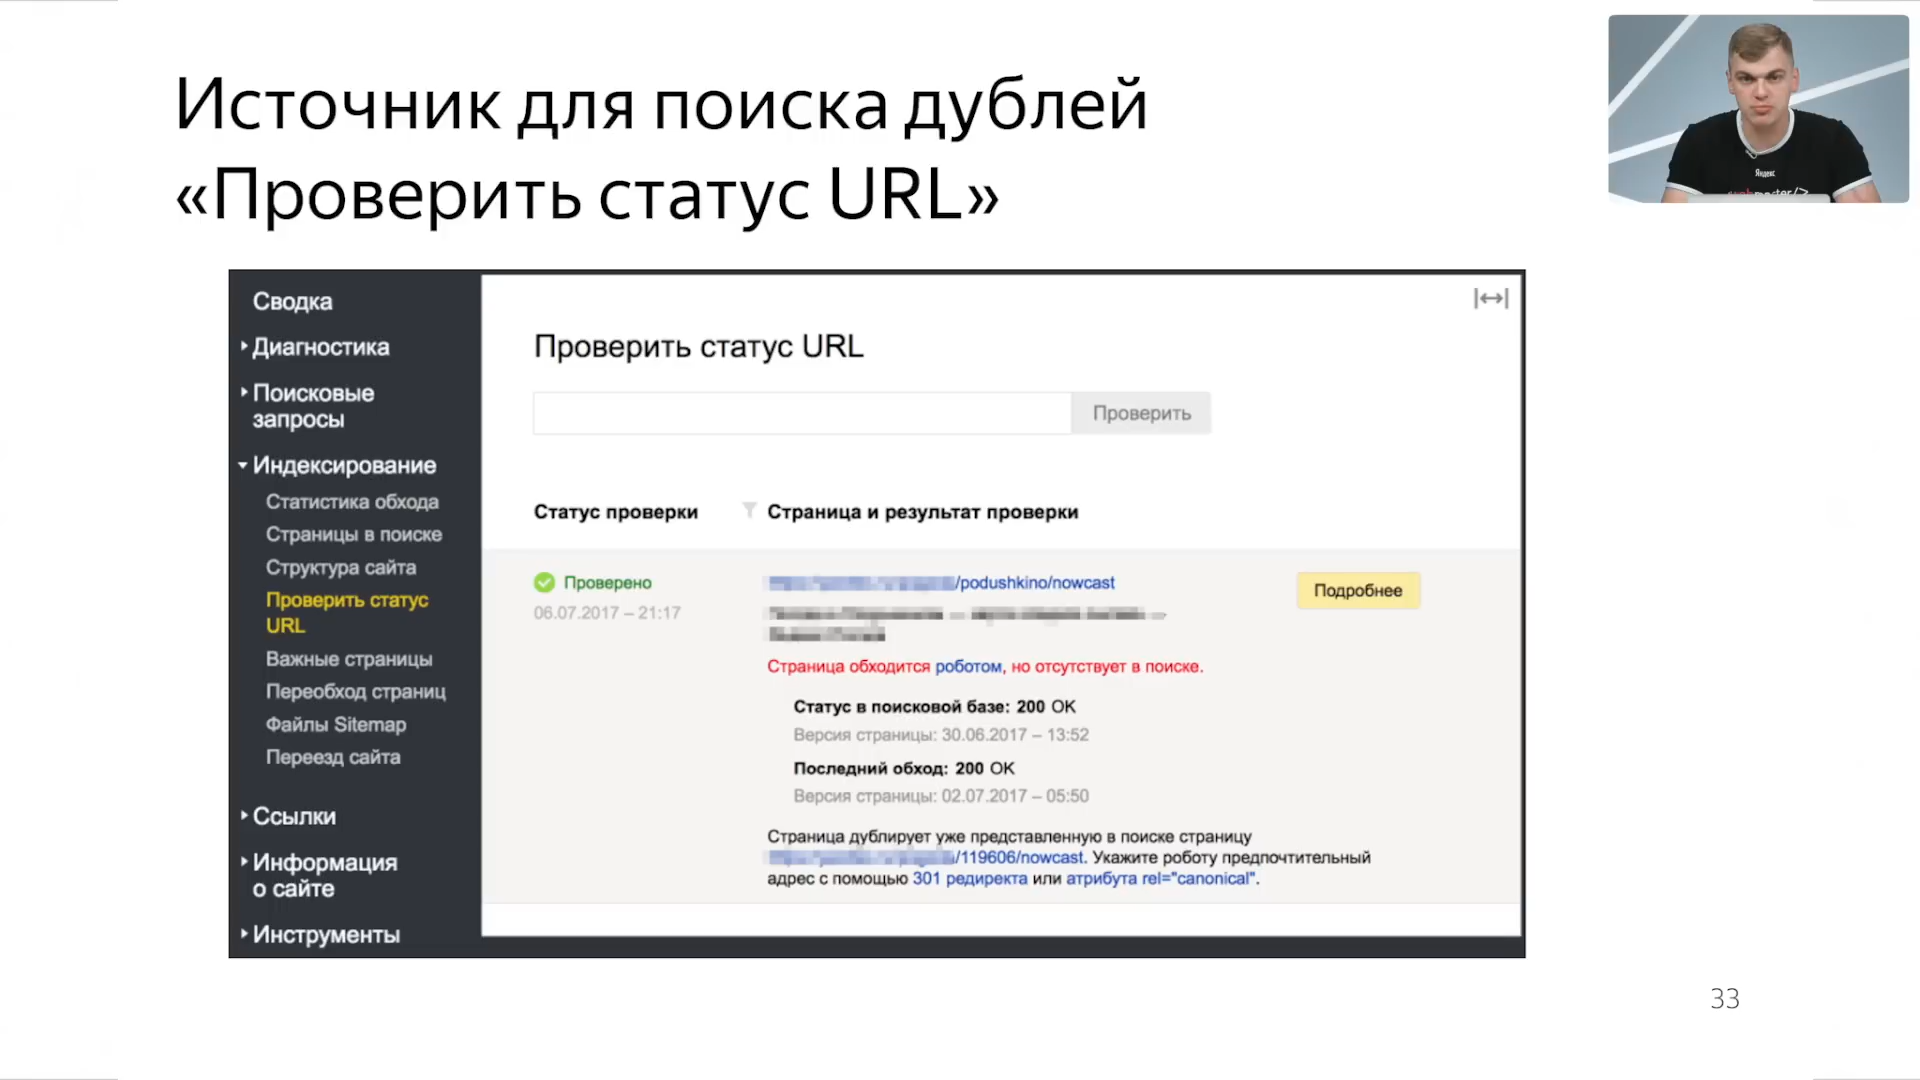 Источник для поиска дублей
«Проверить статус URL»
Яндекс
Сводка
Диагностика
Поисковые
запросы
Индексирование
Статистика обхода
Страницы в поиске
Структура сайта
Проверить статус
URL
Важные страницы
Переобход страниц
Файлы Sitemap
Переезд сайта
Ссылки
Информация
о сайте
Инструменты
Проверить статус URL
Проверить
Статус проверки
Страница и результат проверки
Проверено
06.07.2017 – 21:17
/podushkino/nowcast
Подробнее
Страница обходится роботом, но отсутствует в поиске.
Статус в поисковой базе: 200 OK
Версия страницы: 30.06.2017 – 13:52
Последний обход: 200 OK
Версия страницы: 02.07.2017 – 05:50
Страница дублирует уже представленную в поиске страницу
/119606/nowcast. Укажите роботу предпочтительный
адрес с помощью 301 редиректа или атрибута rel="canonical".
33